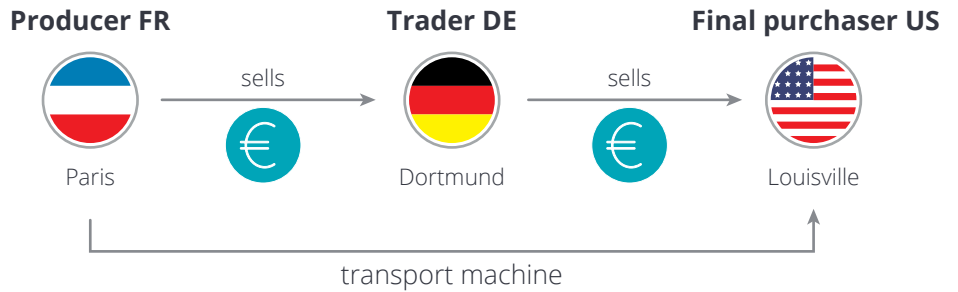 Producer FR
Trader DE
Final purchaser US
sells
sells
€
€
Paris
Dortmund
Louisville
transport machine